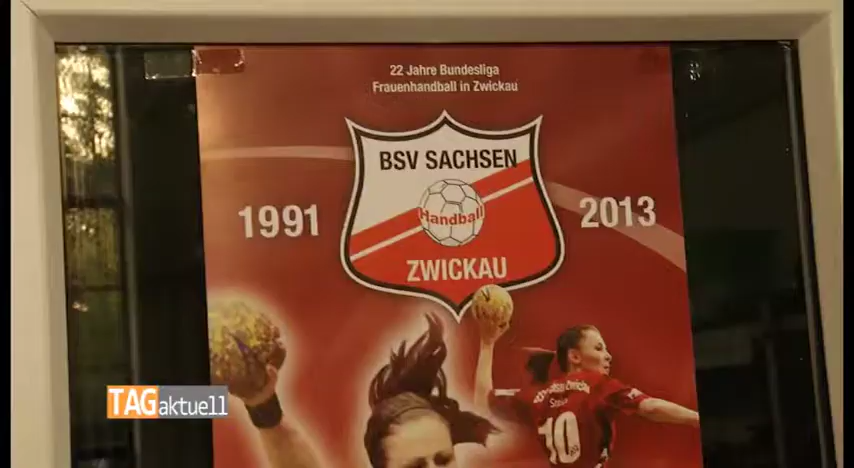 22 Jahre Bundesliga
Frauenhandball in Zwickau
BSV SACHSEN
Handball
1991
2013
ZWICKAU
10
TAGaktuell